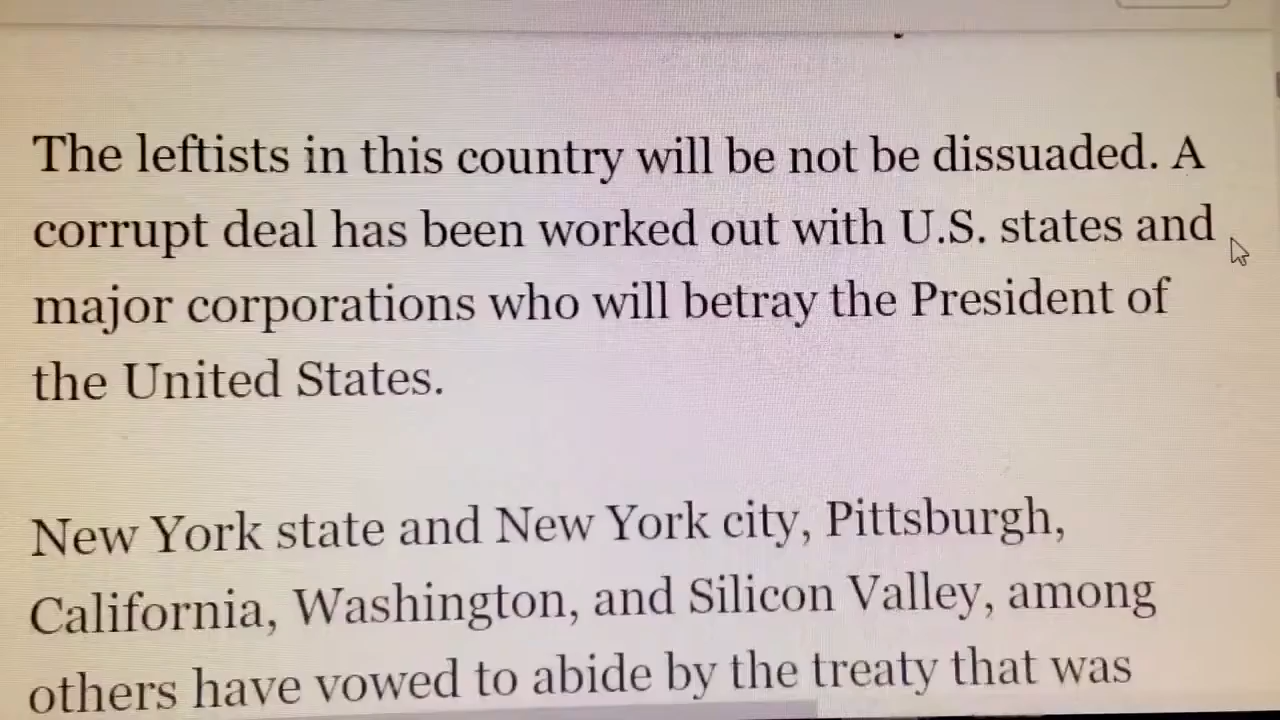 The leftists in this country will be not be dissuaded. A
corrupt deal has been worked out with U.S. states and
major corporations who will betray the President of
the United States.
New York state and New York city, Pittsburgh,
California, Washington, and Silicon Valley, among
others have vowed to abide by the treaty that was